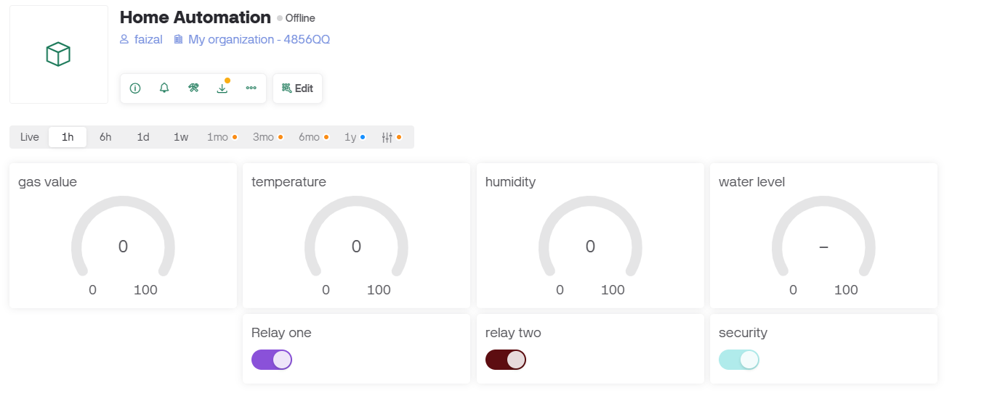 Home Automation Offline
faizal My organization - 4856QQ
Edit
Live 1h 6h 1d 1w 1mo 3mo 6mo 1y
gas value temperature humidity water level
0 0 0 –
0 100 0 100 0 100 0 100
Relay one relay two security